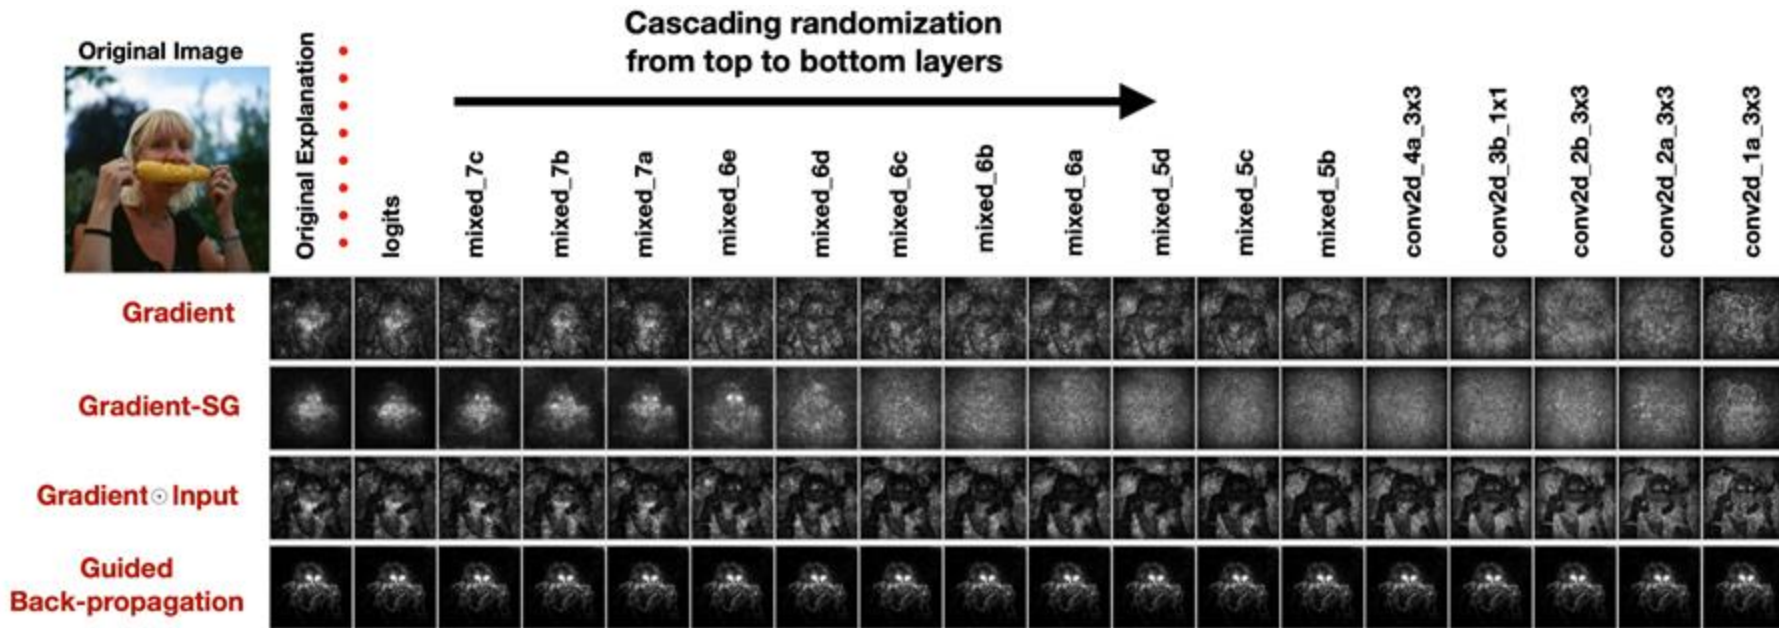 Cascading randomization
from top to bottom layers
Original Image
Original Explanation
logits
mixed_7c
mixed_7b
mixed_7a
mixed_6e
mixed_6d
mixed_6c
mixed_6b
mixed_6a
mixed_5d
mixed_5c
mixed_5b
conv2d_4a_3x3
conv2d_3b_1x1
conv2d_2b_3x3
conv2d_2a_3x3
conv2d_1a_3x3
Gradient
Gradient-SG
Gradient⊙Input
Guided
Back-propagation